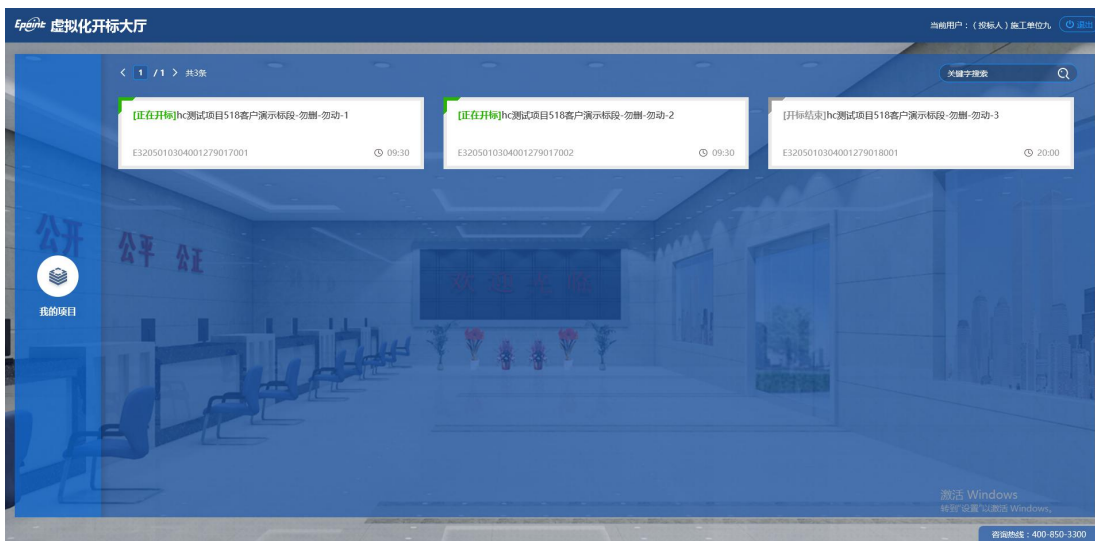 Epoint 虚拟化开标大厅
当前用户：（投标人）施工单位九 退出
< 1 / 1 > 共3条
关键字搜索
[正在开标]hc测试项目518客户演示标段-勿删-勿动-1
E3205010304001279017001 09:30
[正在开标]hc测试项目518客户演示标段-勿删-勿动-2
E3205010304001279017002 09:30
[开标结束]hc测试项目518客户演示标段-勿删-勿动-3
E3205010304001279018001 20:00
公开 公平 公正
欢迎光临
我的项目
激活 Windows
转到"设置"以激活 Windows。
咨询热线：400-850-3300